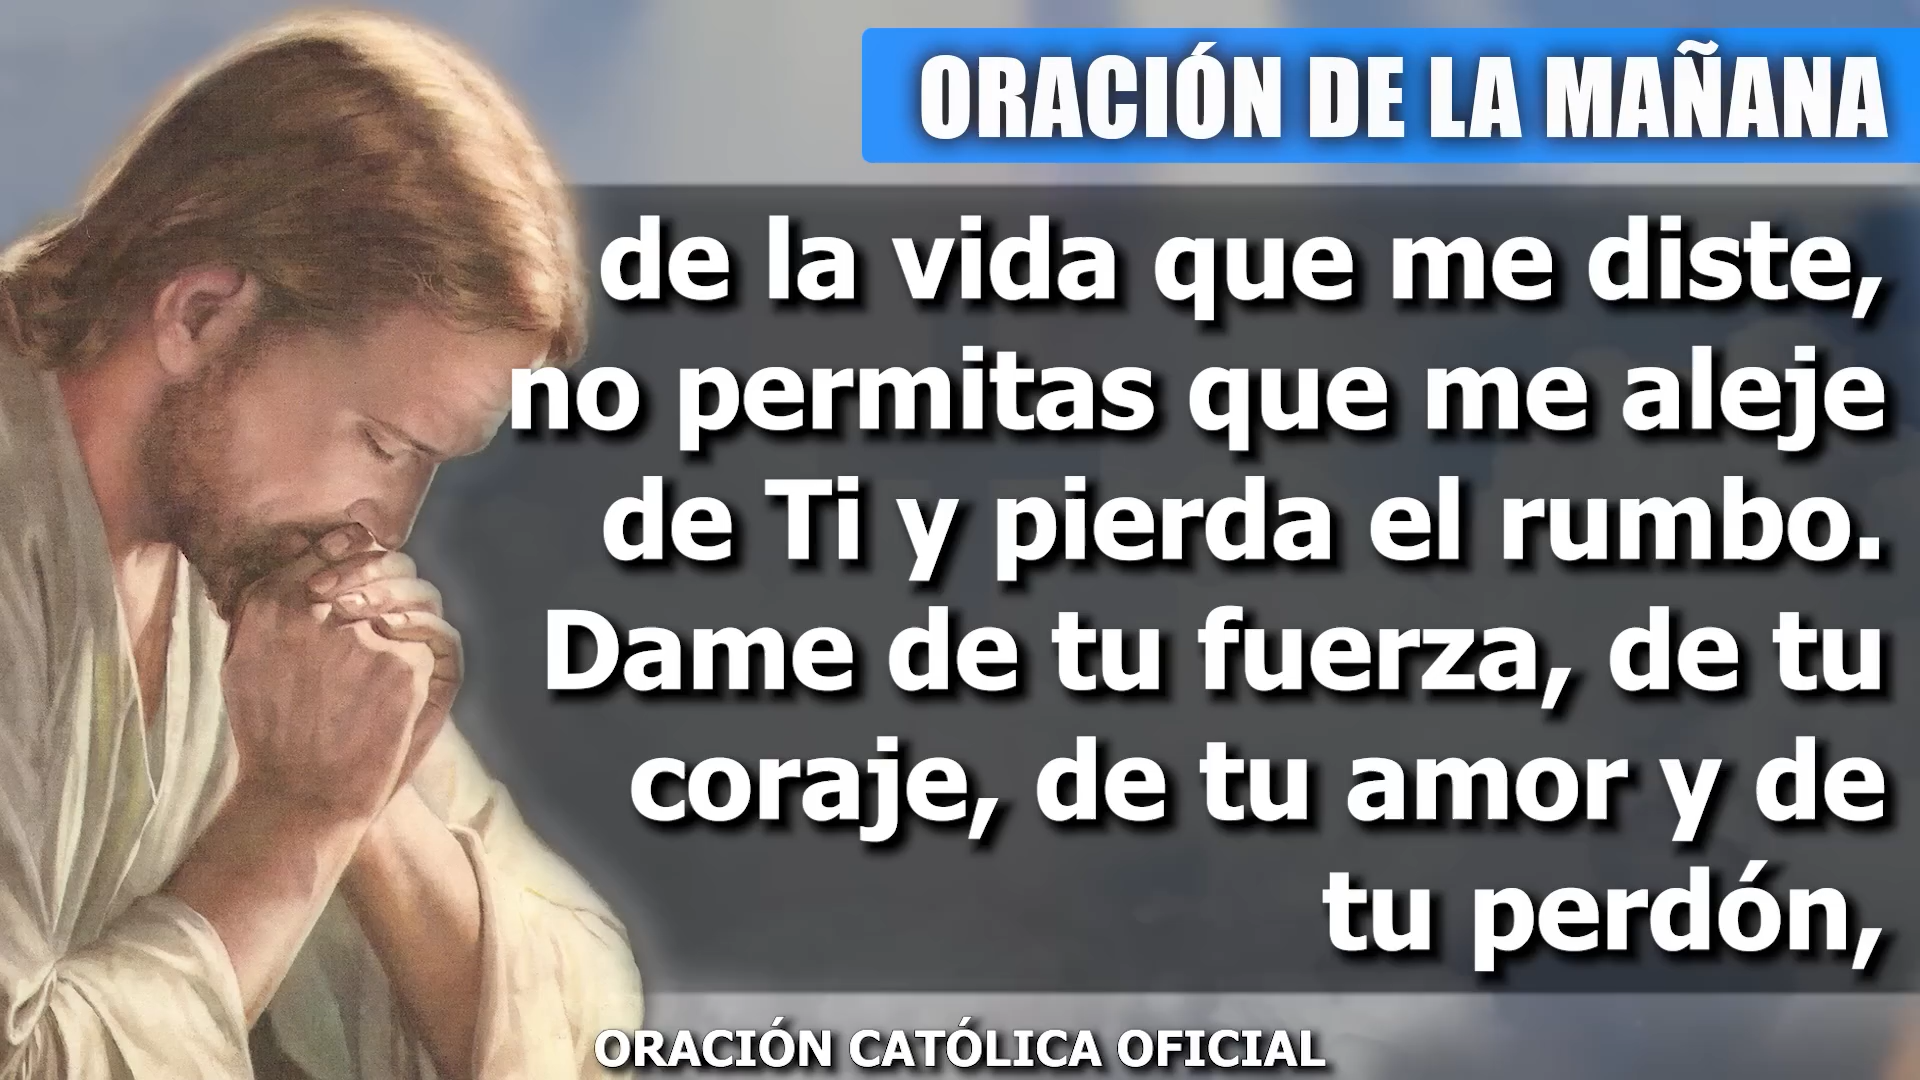 ORACIÓN DE LA MAÑANA
de la vida que me diste,
no permitas que me aleje
de Ti y pierda el rumbo.
Dame de tu fuerza, de tu
coraje, de tu amor y de
tu perdón,
ORACIÓN CATÓLICA OFICIAL